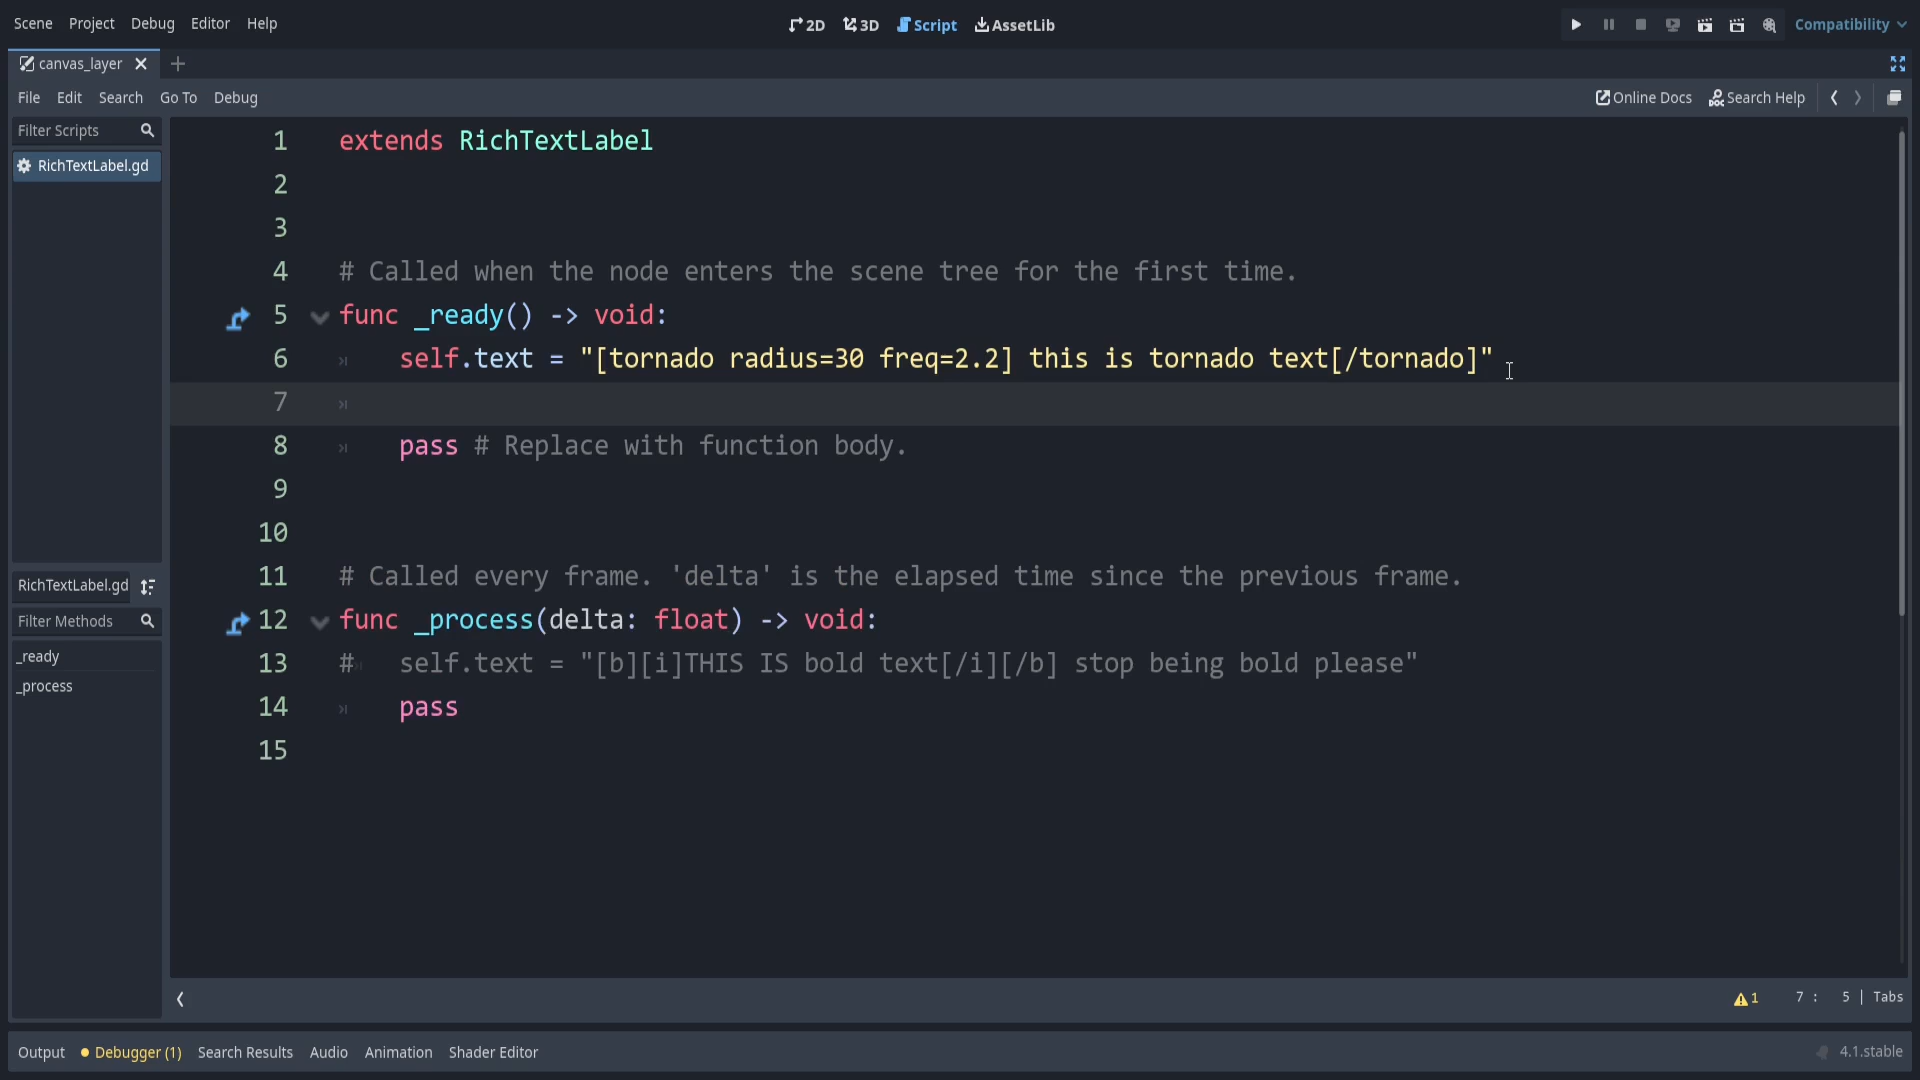 Scene Project Debug Editor Help 2D 3D Script AssetLib Compatibility
canvas_layer
File Edit Search Go To Debug Online Docs Search Help
Filter Scripts
RichTextLabel.gd
1 extends RichTextLabel
2
3
4 # Called when the node enters the scene tree for the first time.
5 func _ready() -> void:
6 self.text = "[tornado radius=30 freq=2.2] this is tornado text[/tornado]"
7
8 pass # Replace with function body.
9
10
11 # Called every frame. 'delta' is the elapsed time since the previous frame.
12 func _process(delta: float) -> void:
13 # self.text = "[b][i]THIS IS bold text[/i][/b] stop being bold please"
14 pass
15
RichTextLabel.gd
Filter Methods
_ready
_process
1 7 : 5 | Tabs
Output Debugger (1) Search Results Audio Animation Shader Editor 4.1.stable